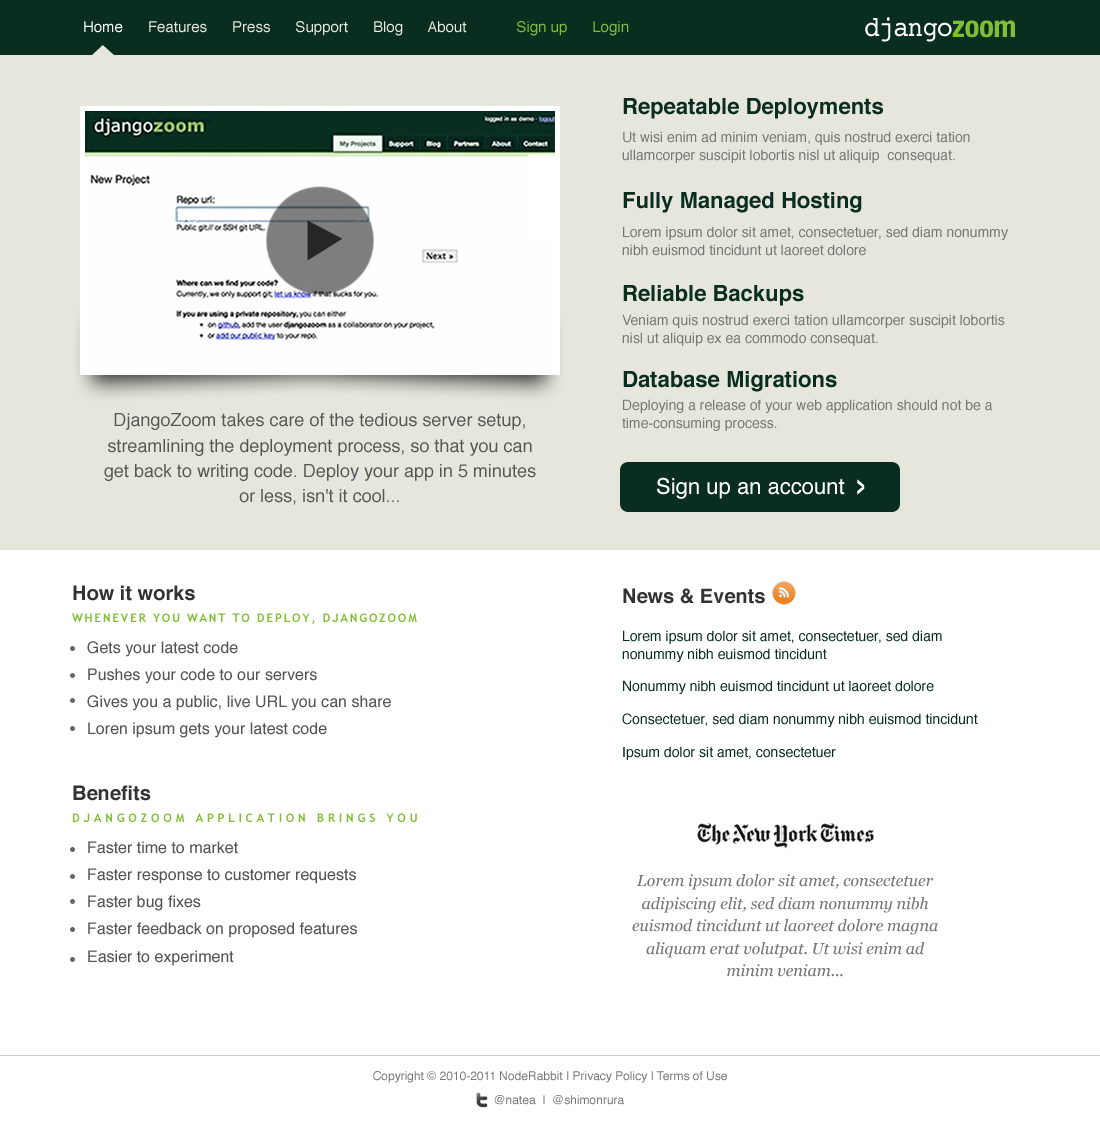 Home Features Press Support Blog About Sign up Login djangozoom
djangozoom
logged in as demo - logout
My Projects Support Blog Partners About Contact
New Project
Repo url:
Public git:// or SSH git URL.
Next »
Where can we find your code?
Currently, we only support git; let us know if that sucks for you.
If you are using a private repository, you can either
• on github, add the user djangozoom as a collaborator on your project,
• or add our public key to your repo.
DjangoZoom takes care of the tedious server setup,
streamlining the deployment process, so that you can
get back to writing code. Deploy your app in 5 minutes
or less, isn't it cool...
Repeatable Deployments
Ut wisi enim ad minim veniam, quis nostrud exerci tation
ullamcorper suscipit lobortis nisl ut aliquip consequat.
Fully Managed Hosting
Lorem ipsum dolor sit amet, consectetuer, sed diam nonummy
nibh euismod tincidunt ut laoreet dolore
Reliable Backups
Veniam quis nostrud exerci tation ullamcorper suscipit lobortis
nisl ut aliquip ex ea commodo consequat.
Database Migrations
Deploying a release of your web application should not be a
time-consuming process.
Sign up an account ›
How it works
WHENEVER YOU WANT TO DEPLOY, DJANGOZOOM
• Gets your latest code
• Pushes your code to our servers
• Gives you a public, live URL you can share
• Loren ipsum gets your latest code
Benefits
DJANGOZOOM APPLICATION BRINGS YOU
• Faster time to market
• Faster response to customer requests
• Faster bug fixes
• Faster feedback on proposed features
• Easier to experiment
News & Events
Lorem ipsum dolor sit amet, consectetuer, sed diam
nonummy nibh euismod tincidunt
Nonummy nibh euismod tincidunt ut laoreet dolore
Consectetuer, sed diam nonummy nibh euismod tincidunt
Ipsum dolor sit amet, consectetuer
The New York Times
Lorem ipsum dolor sit amet, consectetuer
adipiscing elit, sed diam nonummy nibh
euismod tincidunt ut laoreet dolore magna
aliquam erat volutpat. Ut wisi enim ad
minim veniam...
Copyright © 2010-2011 NodeRabbit | Privacy Policy | Terms of Use
@natea | @shimonrura